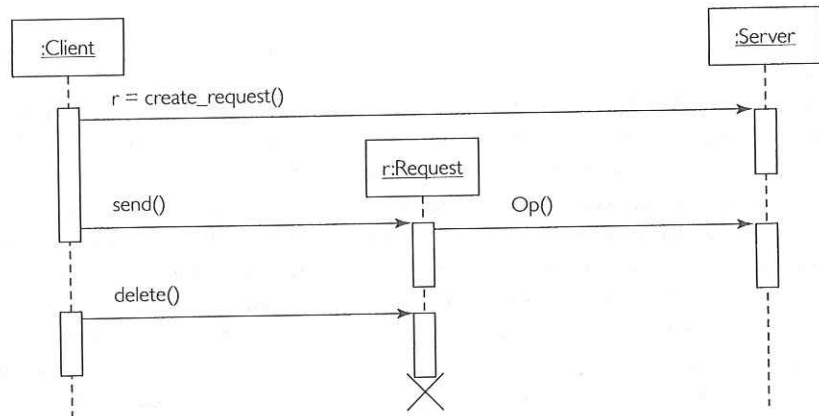 :Client
:Server
r = create_request()
r:Request
send()
Op()
delete()